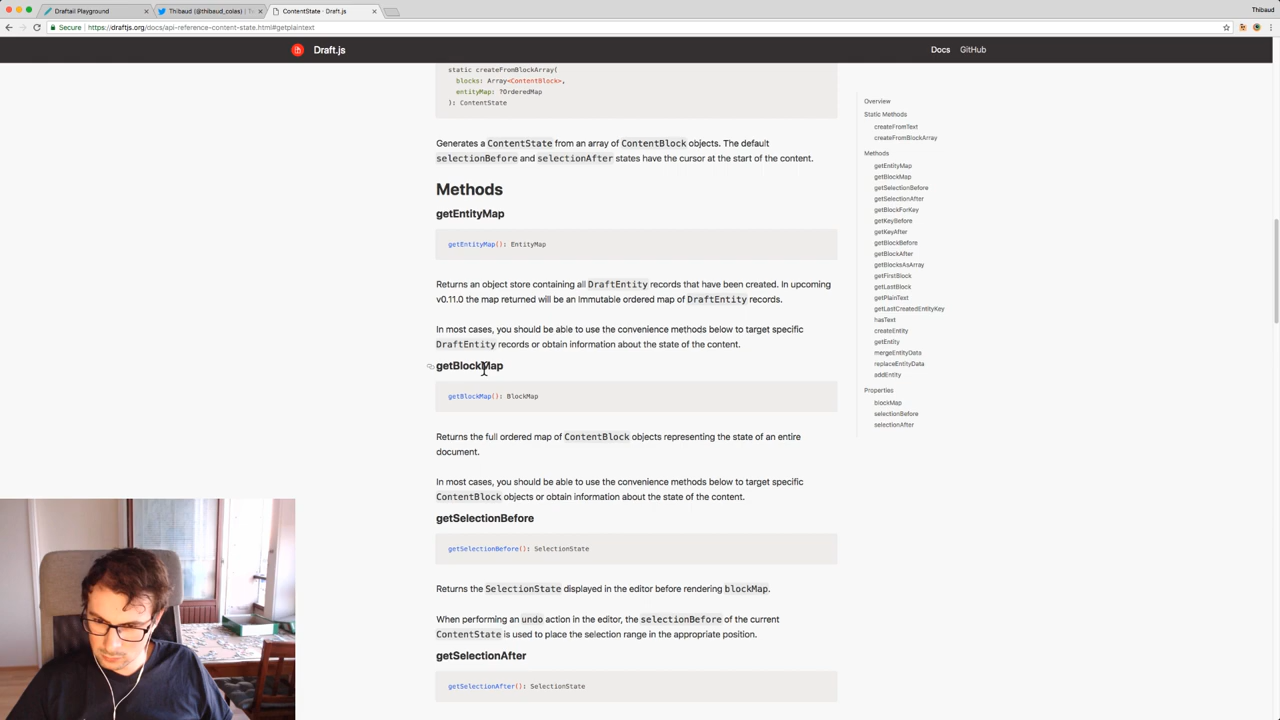 Draftail Playground
Thibaud (@thibaud_colas) | T
ContentState · Draft.js
Thibaud
Secure
https://draftjs.org/docs/api-reference-content-state.html#getplaintext
Draft.js
Docs
GitHub
static createFromBlockArray(
blocks: Array<ContentBlock>,
entityMap: ?OrderedMap
): ContentState
Generates a ContentState from an array of ContentBlock objects. The default
selectionBefore and selectionAfter states have the cursor at the start of the content.
Methods
getEntityMap
getEntityMap(): EntityMap
Returns an object store containing all DraftEntity records that have been created. In upcoming
v0.11.0 the map returned will be an immutable ordered map of DraftEntity records.
In most cases, you should be able to use the convenience methods below to target specific
DraftEntity records or obtain information about the state of the content.
getBlockMap
getBlockMap(): BlockMap
Returns the full ordered map of ContentBlock objects representing the state of an entire
document.
In most cases, you should be able to use the convenience methods below to target specific
ContentBlock objects or obtain information about the state of the content.
getSelectionBefore
getSelectionBefore(): SelectionState
Returns the SelectionState displayed in the editor before rendering blockMap.
When performing an undo action in the editor, the selectionBefore of the current
ContentState is used to place the selection range in the appropriate position.
getSelectionAfter
getSelectionAfter(): SelectionState
Overview
Static Methods
createFromText
createFromBlockArray
Methods
getEntityMap
getBlockMap
getSelectionBefore
getSelectionAfter
getBlockForKey
getKeyBefore
getKeyAfter
getBlockBefore
getBlockAfter
getBlocksAsArray
getFirstBlock
getLastBlock
getPlainText
getLastCreatedEntityKey
hasText
createEntity
getEntity
mergeEntityData
replaceEntityData
addEntity
Properties
blockMap
selectionBefore
selectionAfter